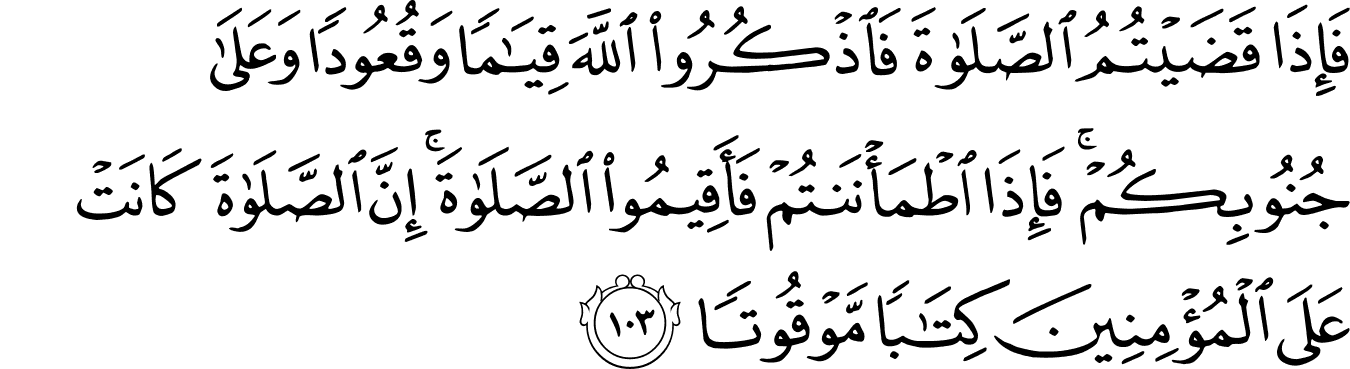 فَإِذَا قَضَيْتُمُ ٱلصَّلَوٰةَ فَٱذْكُرُوا۟ ٱللَّهَ قِيَـٰمًا وَقُعُودًا وَعَلَىٰ
جُنُوبِكُمْ ۚ فَإِذَا ٱطْمَأْنَنتُمْ فَأَقِيمُوا۟ ٱلصَّلَوٰةَ ۚ إِنَّ ٱلصَّلَوٰةَ كَانَتْ
عَلَى ٱلْمُؤْمِنِينَ كِتَـٰبًا مَّوْقُوتًا ١٠٣